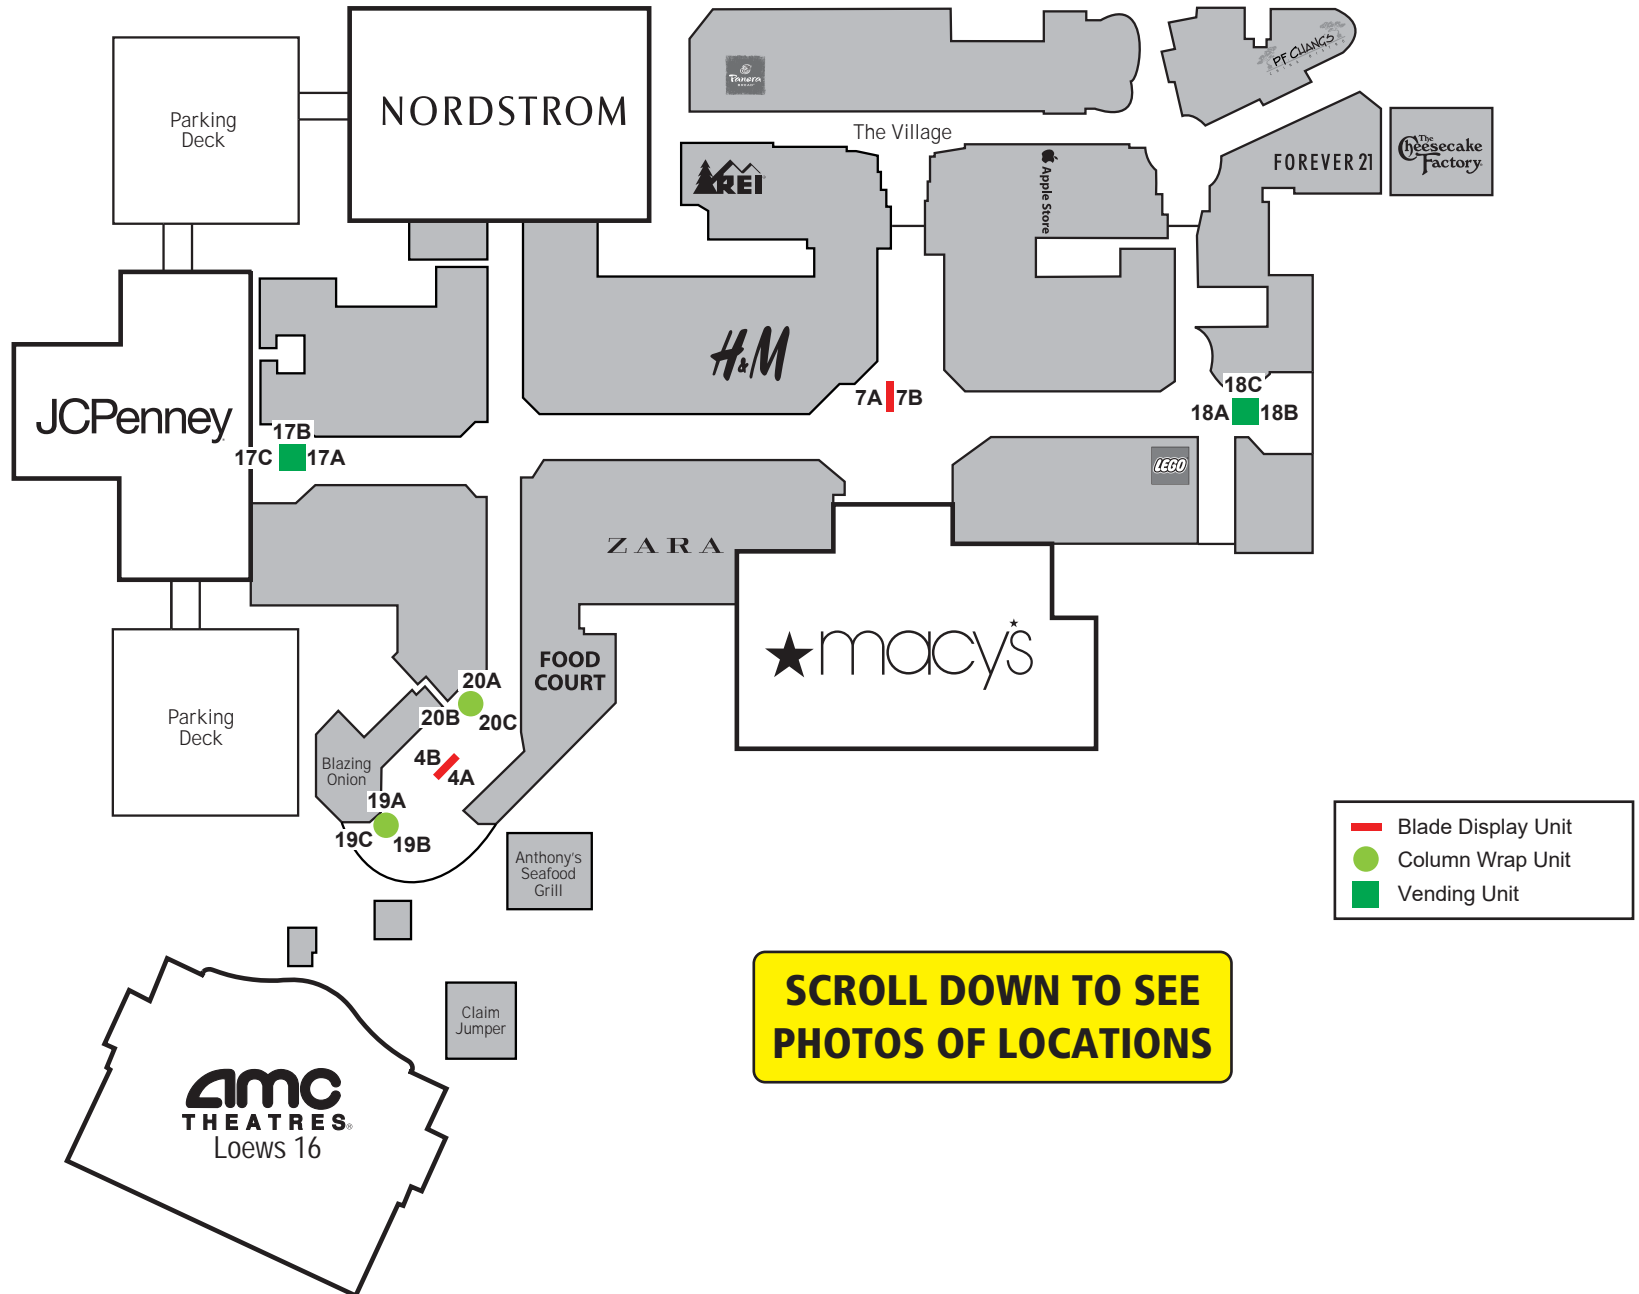 Parking
Deck
NORDSTROM
Panera
BREAD
PF CHANG'S
The Village
REI
Apple Store
FOREVER 21
The
Cheesecake
Factory
H&M
JCPenney
7A 7B
18C
18A 18B
17B
17C 17A
LEGO
ZARA
macy's
FOOD
COURT
20A
20B 20C
4B
4A
Parking
Deck
Blazing
Onion
19A
19C 19B
Anthony's
Seafood
Grill
Blade Display Unit
Column Wrap Unit
Vending Unit
Claim
Jumper
SCROLL DOWN TO SEE
PHOTOS OF LOCATIONS
amc
THEATRES®
Loews 16